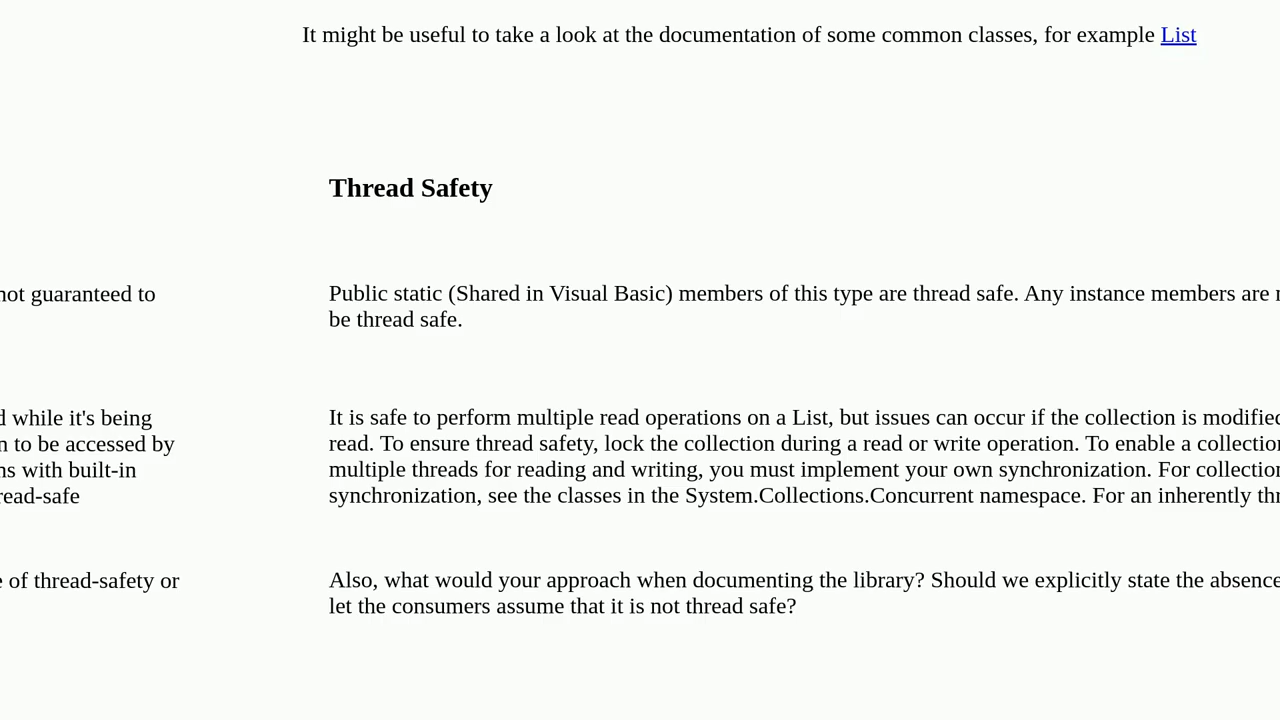 not guaranteed to
d while it's being
n to be accessed by
ns with built-in
read-safe
e of thread-safety or
It might be useful to take a look at the documentation of some common classes, for example List
Thread Safety
Public static (Shared in Visual Basic) members of this type are thread safe. Any instance members are
be thread safe.
It is safe to perform multiple read operations on a List, but issues can occur if the collection is modified
read. To ensure thread safety, lock the collection during a read or write operation. To enable a collection
multiple threads for reading and writing, you must implement your own synchronization. For collection
synchronization, see the classes in the System.Collections.Concurrent namespace. For an inherently thr
Also, what would your approach when documenting the library? Should we explicitly state the absence
let the consumers assume that it is not thread safe?